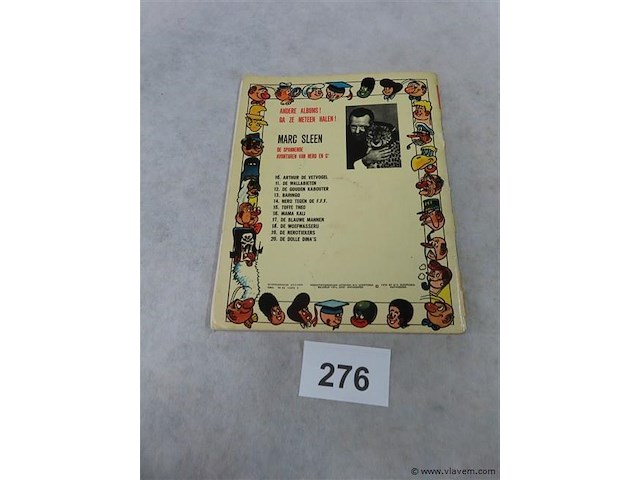 ANDERE ALBUMS!
GA ZE METEEN HALEN!
MARC SLEEN
DE SPANNENDE
AVONTUREN VAN NERO EN Co
10. ARTHUR DE VETVOGEL
11. DE WALLABIETEN
12. DE GOUDEN KABOUTER
13. BARINGO
14. NERO TEGEN DE F.F.F.
15. TOFFE THEO
16. MAMA KALI
17. DE BLAUWE MANNEN
18. DE WOEFWASSERIJ
19. DE KEROTIEKERS
20. DE DOLLE DINA'S
276
© www.vlavem.com